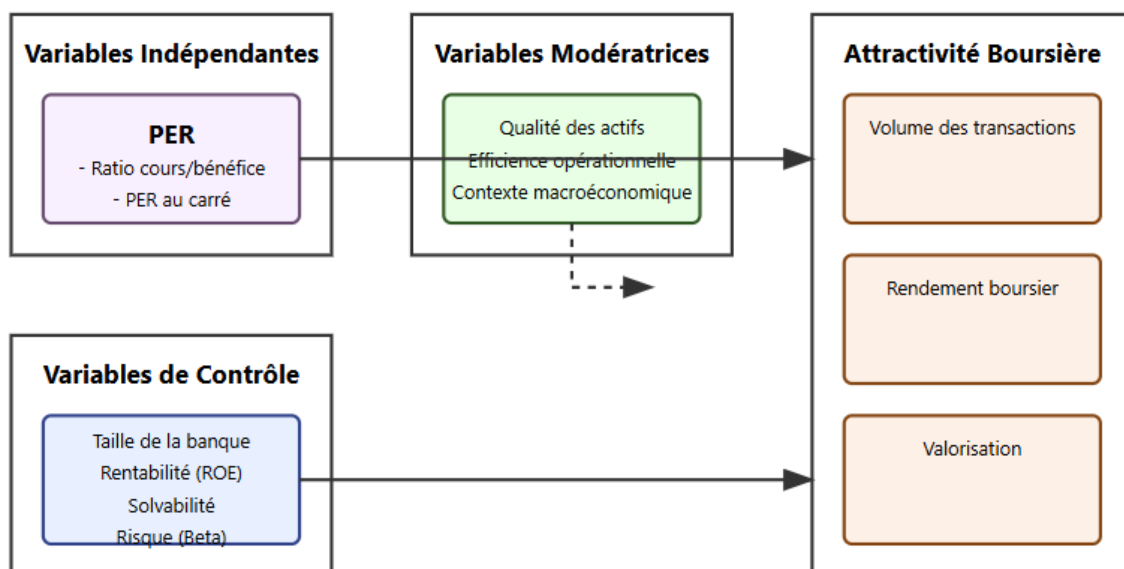 Variables Indépendantes
PER
- Ratio cours/bénéfice
- PER au carré
Variables Modératrices
Qualité des actifs
Efficience opérationnelle
Contexte macroéconomique
Attractivité Boursière
Volume des transactions
Rendement boursier
Valorisation
Variables de Contrôle
Taille de la banque
Rentabilité (ROE)
Solvabilité
Risque (Beta)